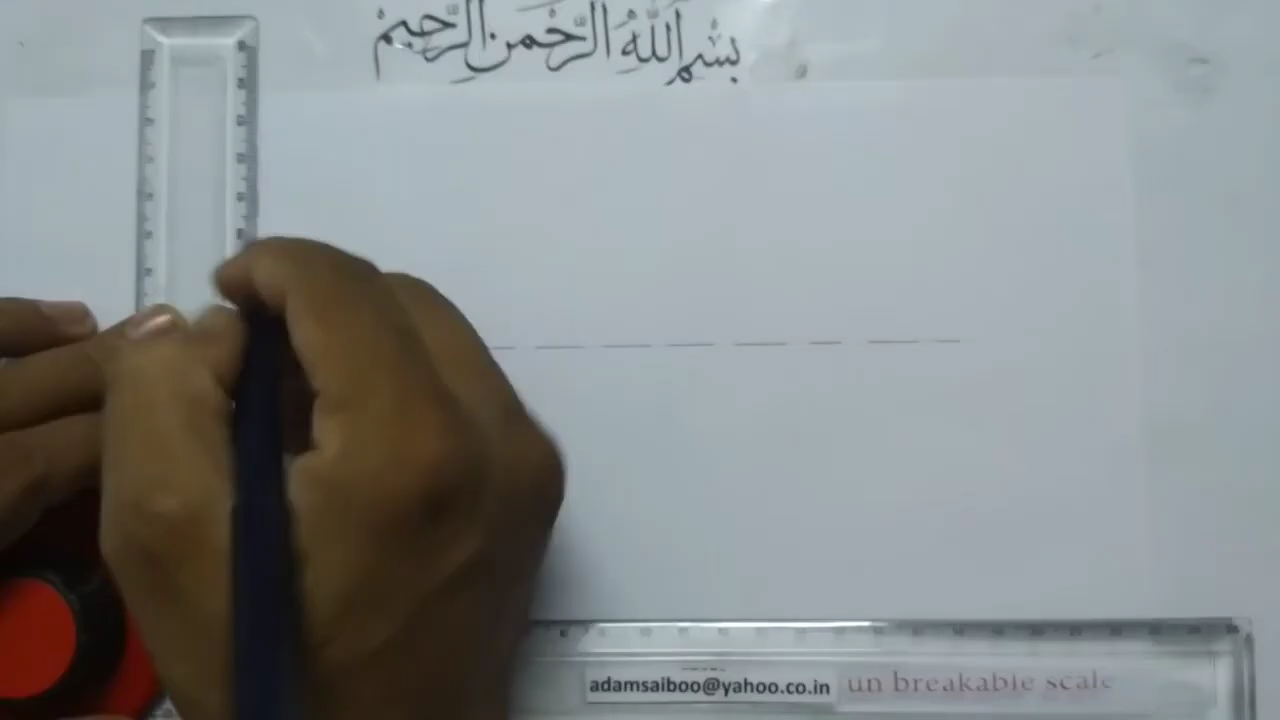 بسم الله الرحمن الرحيم
adamsaiboo@yahoo.co.in
un breakable scale